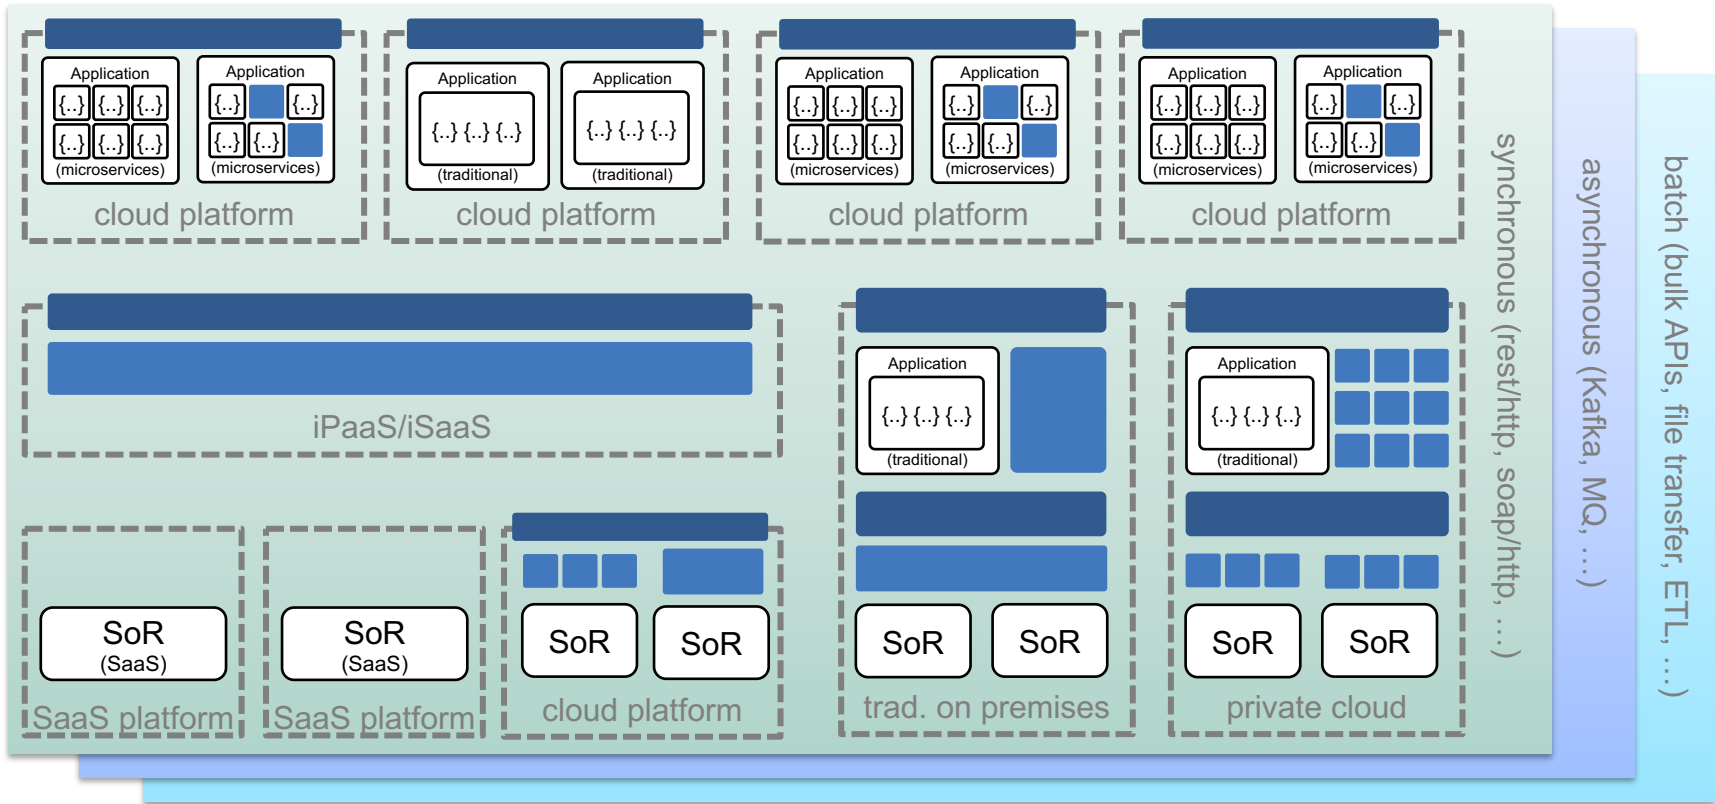 Application
{..} {..} {..}
{..} {..} {..}
(microservices)
Application
{..} {..}
{..} {..}
(microservices)
cloud platform
Application
{..} {..} {..}
(traditional)
Application
{..} {..} {..}
(traditional)
cloud platform
Application
{..} {..} {..}
{..} {..} {..}
(microservices)
Application
{..} {..}
{..} {..}
(microservices)
cloud platform
Application
{..} {..} {..}
{..} {..} {..}
(microservices)
Application
{..} {..}
{..} {..}
(microservices)
cloud platform
iPaaS/iSaaS
Application
{..} {..} {..}
(traditional)
Application
{..} {..} {..}
(traditional)
SoR
(SaaS)
SaaS platform
SoR
(SaaS)
SaaS platform
SoR
SoR
cloud platform
SoR
SoR
trad. on premises
SoR
SoR
private cloud
synchronous (rest/http, soap/http, …)
asynchronous (Kafka, MQ, …)
batch (bulk APIs, file transfer, ETL, …)